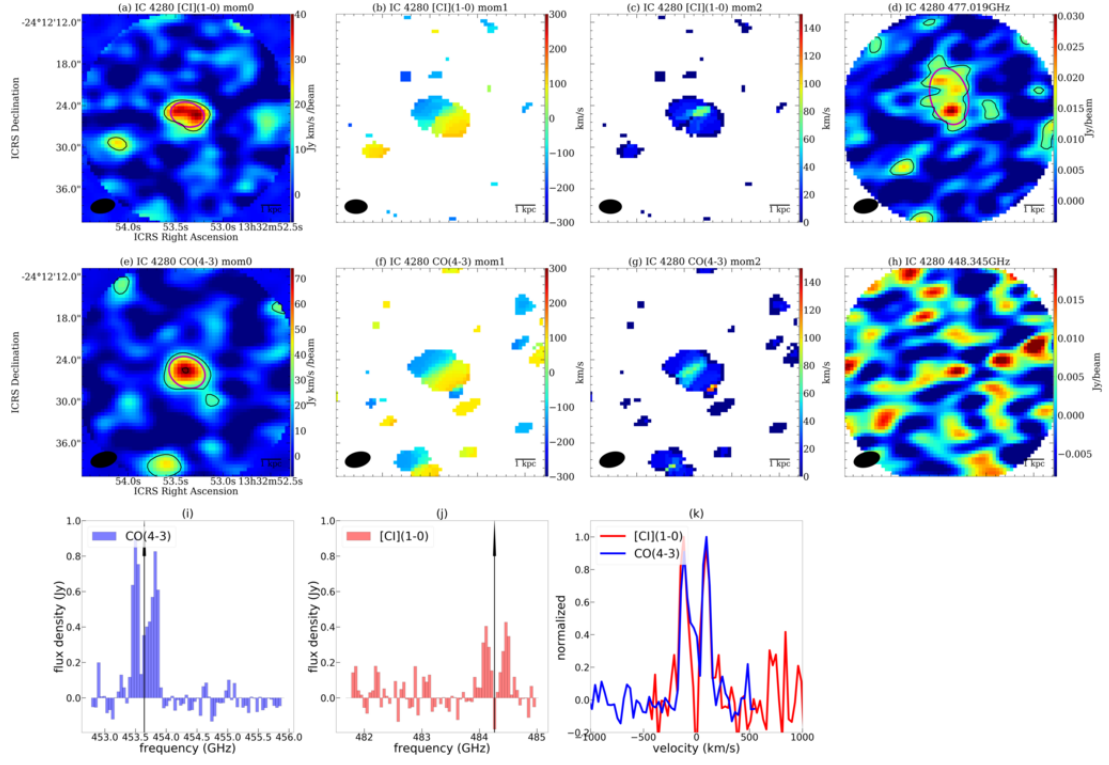 (a) IC 4280 [CI](1-0) mom0
(b) IC 4280 [CI](1-0) mom1
(c) IC 4280 [CI](1-0) mom2
(d) IC 4280 477.019GHz
-24°12'12.0"
18.0"
24.0"
30.0"
36.0"
ICRS Declination
54.0s 53.5s 53.0s 13h32m52.5s
ICRS Right Ascension
1 kpc
40
30
20
10
0
Jy km/s /beam
1 kpc
300
200
100
0
−100
−200
−300
km/s
1 kpc
140
120
100
80
60
40
20
0
km/s
1 kpc
0.030
0.025
0.020
0.015
0.010
0.005
0.000
Jy/beam
(e) IC 4280 CO(4-3) mom0
(f) IC 4280 CO(4-3) mom1
(g) IC 4280 CO(4-3) mom2
(h) IC 4280 448.345GHz
-24°12'12.0"
18.0"
24.0"
30.0"
36.0"
ICRS Declination
54.0s 53.5s 53.0s 13h32m52.5s
ICRS Right Ascension
1 kpc
70
60
50
40
30
20
10
0
Jy km/s /beam
1 kpc
300
200
100
0
−100
−200
−300
km/s
1 kpc
140
120
100
80
60
40
20
0
km/s
1 kpc
0.015
0.010
0.005
0.000
−0.005
Jy/beam
(i)
CO(4-3)
1.0
0.8
0.6
0.4
0.2
0.0
flux density (Jy)
453.0 453.5 454.0 454.5 455.0 455.5 456.0
frequency (GHz)
(j)
[CI](1-0)
1.0
0.8
0.6
0.4
0.2
0.0
flux density (Jy)
482 483 484 485
frequency (GHz)
(k)
[CI](1-0)
CO(4-3)
1.0
0.8
0.6
0.4
0.2
0.0
−0.2
normalized
−1000 −500 0 500 1000
velocity (km/s)